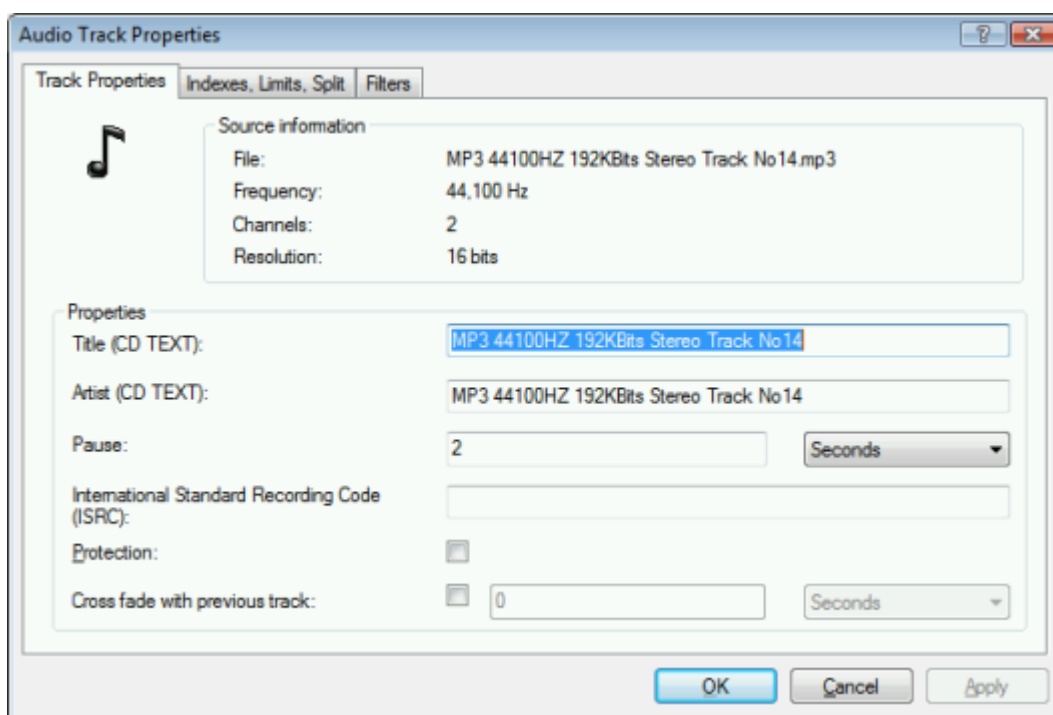 Audio Track Properties
Track Properties Indexes, Limits, Split Filters
Source information
File: MP3 44100HZ 192KBits Stereo Track No14.mp3
Frequency: 44,100 Hz
Channels: 2
Resolution: 16 bits
Properties
Title (CD TEXT): MP3 44100HZ 192KBits Stereo Track No14
Artist (CD TEXT): MP3 44100HZ 192KBits Stereo Track No14
Pause: 2 Seconds
International Standard Recording Code
(ISRC):
Protection:
Cross fade with previous track: 0 Seconds
OK Cancel Apply